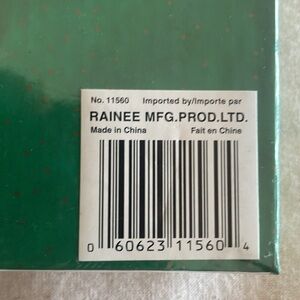 No. 11560 Imported by/importe par
RAINEE MFG.PROD.LTD.
Made in China Fait en Chine
0 60623 11560 4